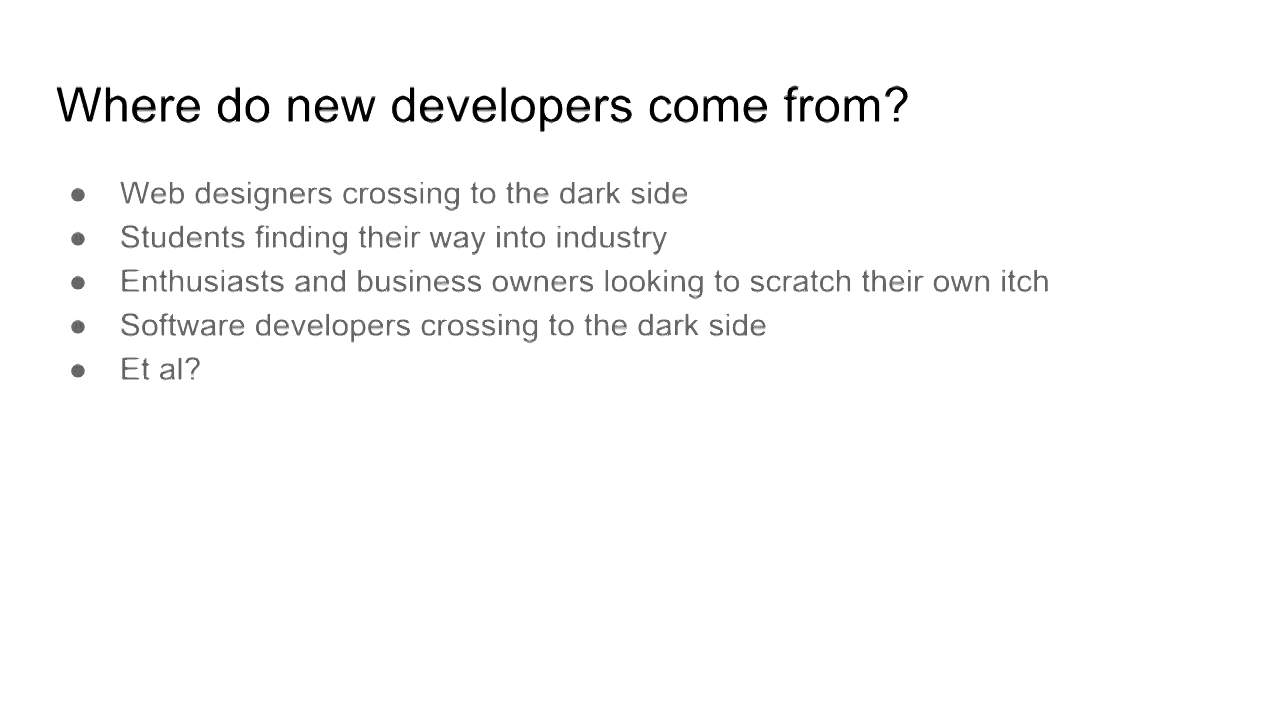 Where do new developers come from?
● Web designers crossing to the dark side
● Students finding their way into industry
● Enthusiasts and business owners looking to scratch their own itch
● Software developers crossing to the dark side
● Et al?